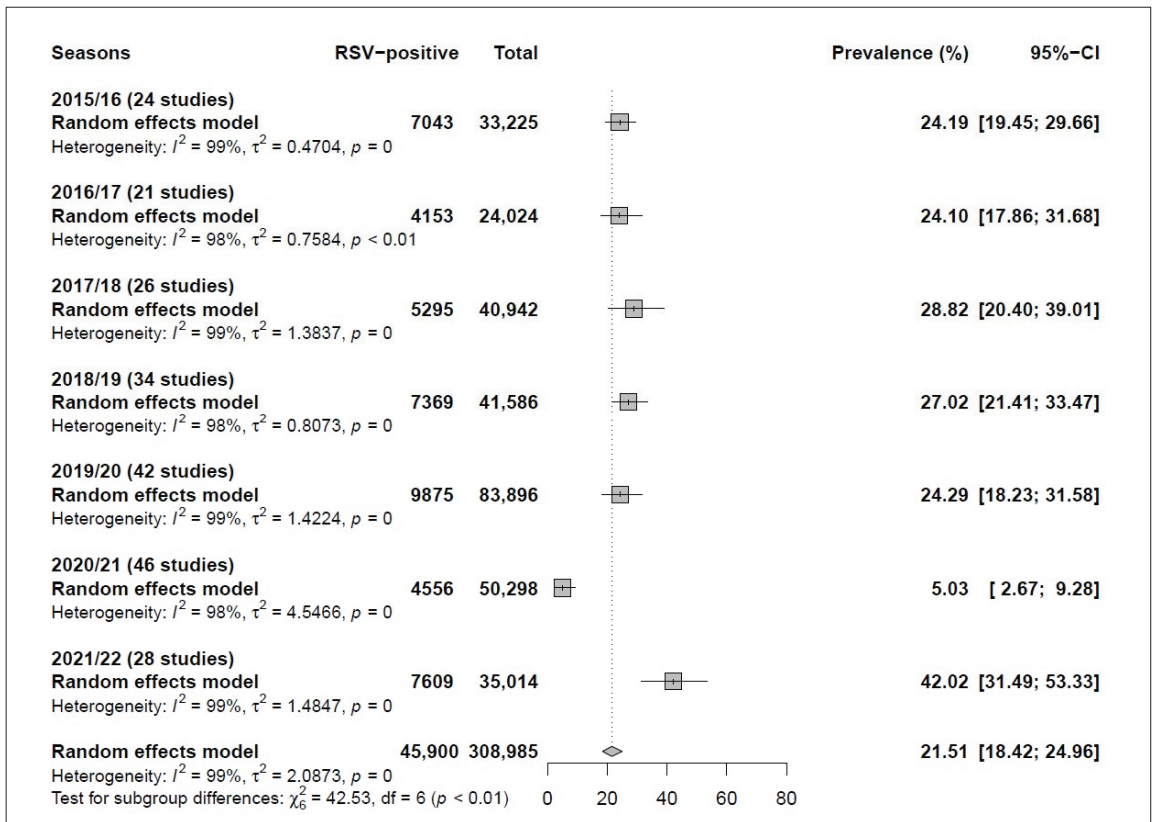 Seasons RSV−positive Total Prevalence (%) 95%−CI
2015/16 (24 studies)
Random effects model 7043 33,225 24.19 [19.45; 29.66]
Heterogeneity: I² = 99%, τ² = 0.4704, p = 0
2016/17 (21 studies)
Random effects model 4153 24,024 24.10 [17.86; 31.68]
Heterogeneity: I² = 98%, τ² = 0.7584, p < 0.01
2017/18 (26 studies)
Random effects model 5295 40,942 28.82 [20.40; 39.01]
Heterogeneity: I² = 99%, τ² = 1.3837, p = 0
2018/19 (34 studies)
Random effects model 7369 41,586 27.02 [21.41; 33.47]
Heterogeneity: I² = 98%, τ² = 0.8073, p = 0
2019/20 (42 studies)
Random effects model 9875 83,896 24.29 [18.23; 31.58]
Heterogeneity: I² = 99%, τ² = 1.4224, p = 0
2020/21 (46 studies)
Random effects model 4556 50,298 5.03 [ 2.67; 9.28]
Heterogeneity: I² = 98%, τ² = 4.5466, p = 0
2021/22 (28 studies)
Random effects model 7609 35,014 42.02 [31.49; 53.33]
Heterogeneity: I² = 99%, τ² = 1.4847, p = 0
Random effects model 45,900 308,985 21.51 [18.42; 24.96]
Heterogeneity: I² = 99%, τ² = 2.0873, p = 0
Test for subgroup differences: χ²₆ = 42.53, df = 6 (p < 0.01) 0 20 40 60 80